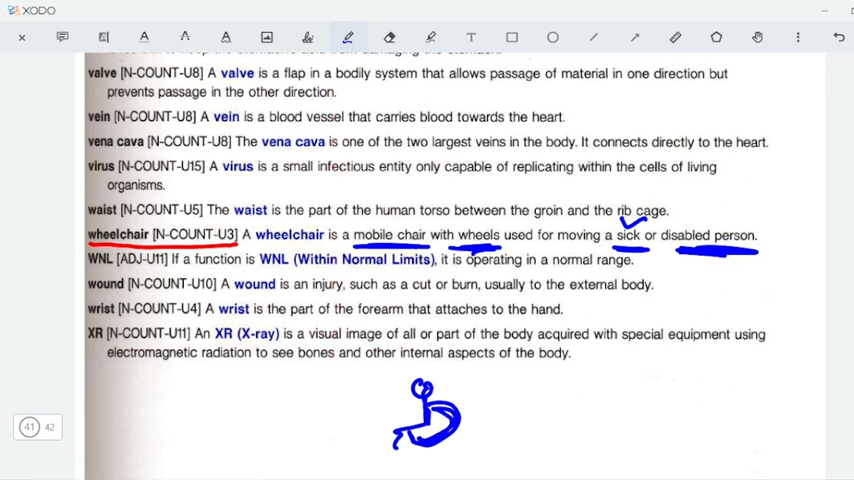 XODO
valve [N-COUNT-U8] A valve is a flap in a bodily system that allows passage of material in one direction but
prevents passage in the other direction.
vein [N-COUNT-U8] A vein is a blood vessel that carries blood towards the heart.
vena cava [N-COUNT-U8] The vena cava is one of the two largest veins in the body. It connects directly to the heart.
virus [N-COUNT-U15] A virus is a small infectious entity only capable of replicating within the cells of living
organisms.
waist [N-COUNT-U5] The waist is the part of the human torso between the groin and the rib cage.
wheelchair [N-COUNT-U3] A wheelchair is a mobile chair with wheels used for moving a sick or disabled person.
WNL [ADJ-U11] If a function is WNL (Within Normal Limits), it is operating in a normal range.
wound [N-COUNT-U10] A wound is an injury, such as a cut or burn, usually to the external body.
wrist [N-COUNT-U4] A wrist is the part of the forearm that attaches to the hand.
XR [N-COUNT-U11] An XR (X-ray) is a visual image of all or part of the body acquired with special equipment using
electromagnetic radiation to see bones and other internal aspects of the body.
41 42